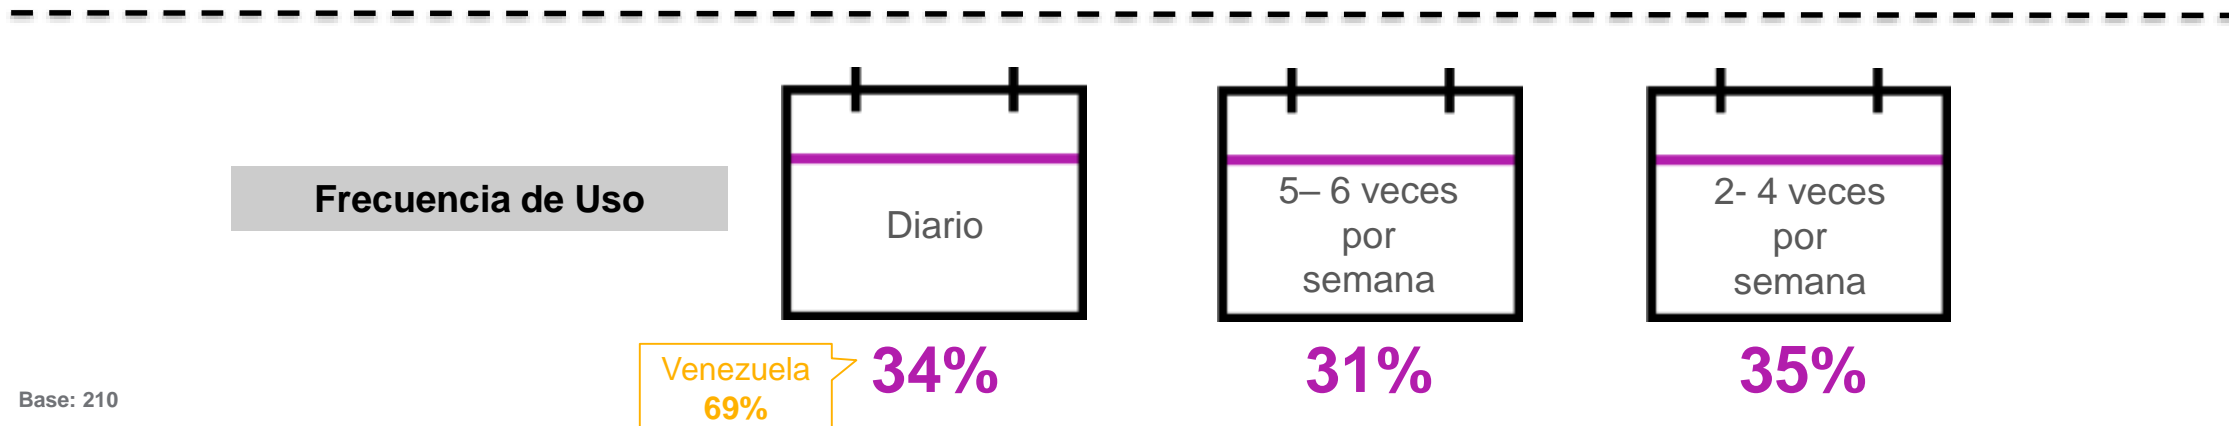 Frecuencia de Uso
Diario
5– 6 veces
por
semana
2- 4 veces
por
semana
34%
31%
35%
Venezuela
69%
Base: 210